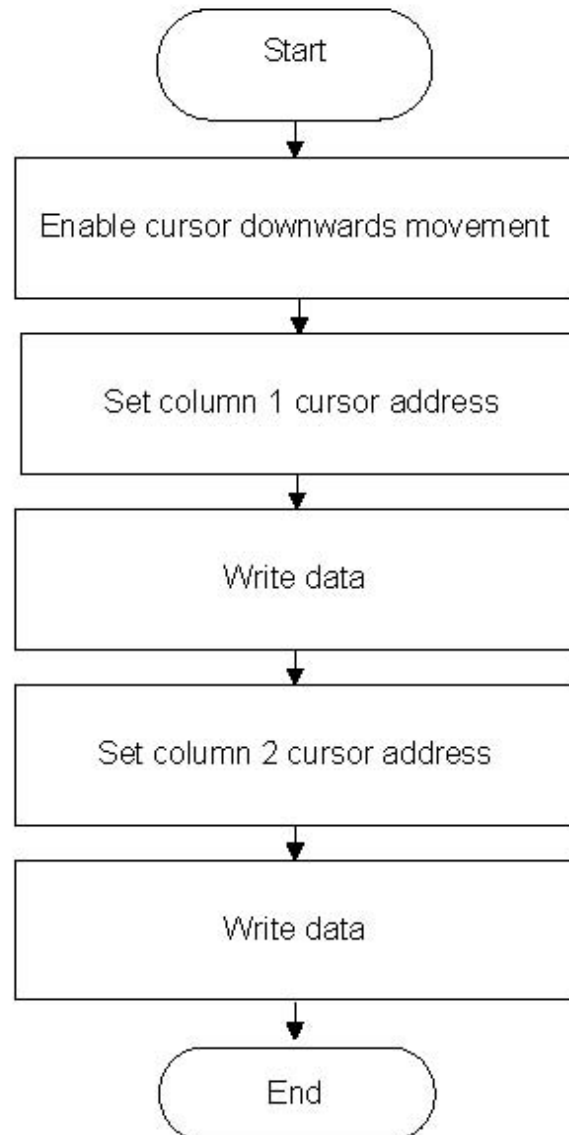 Start
Enable cursor downwards movement
Set column 1 cursor address
Write data
Set column 2 cursor address
Write data
End